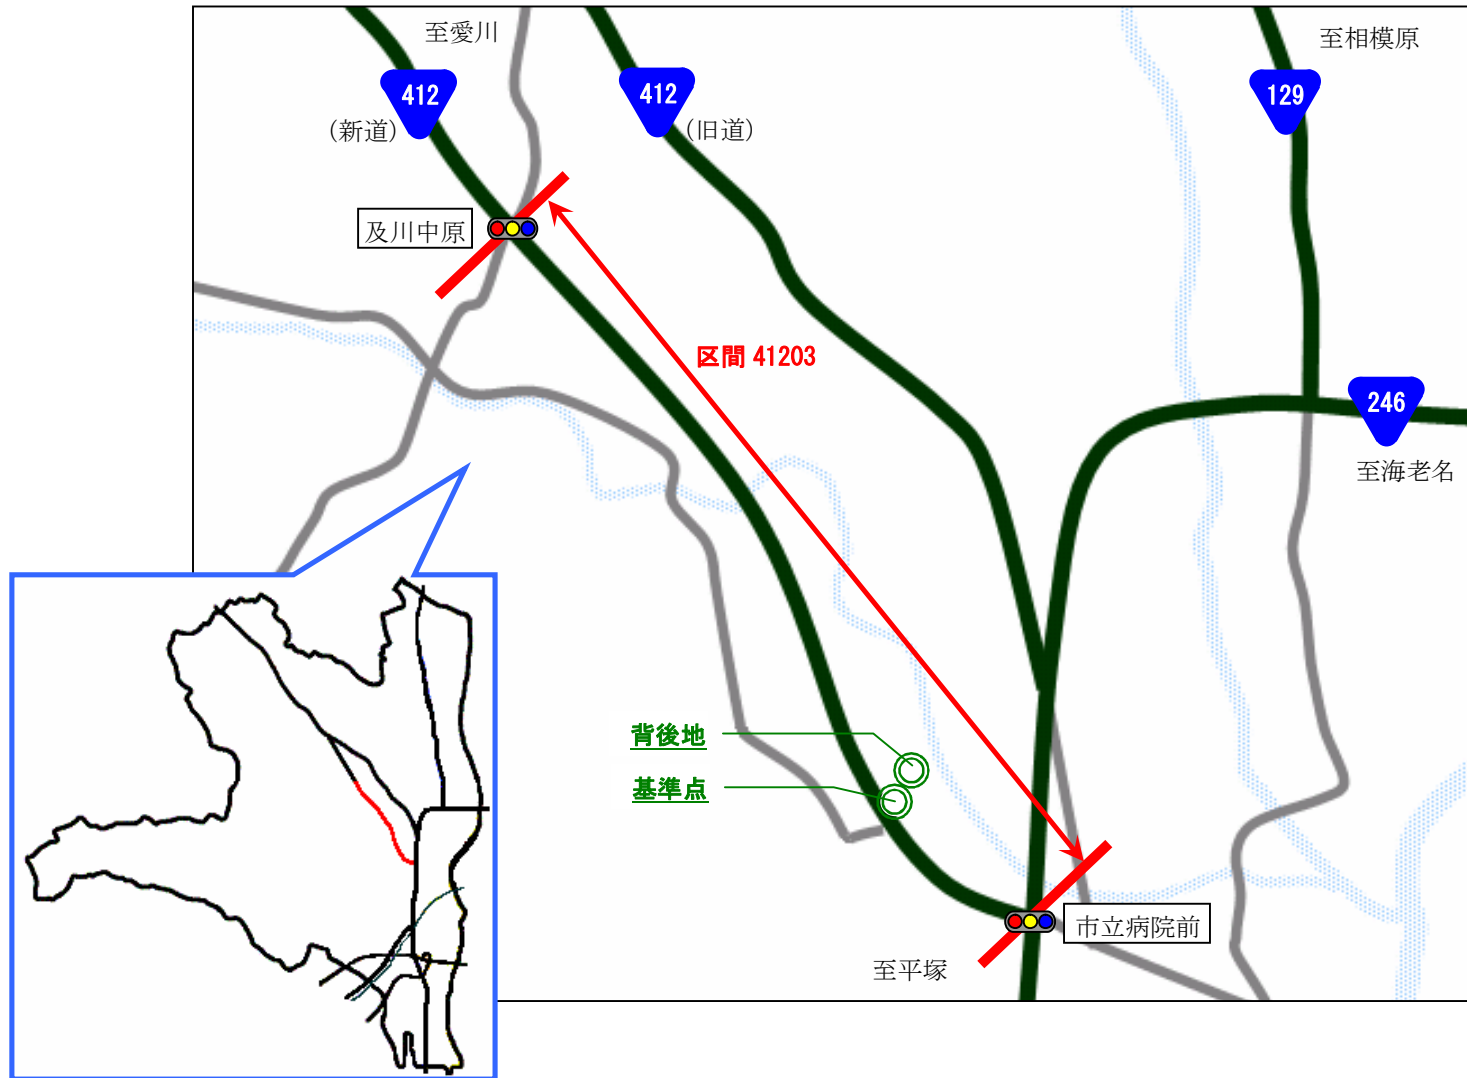 至愛川
至相模原
412
412
129
(新道)
(旧道)
及川中原
区間 41203
246
至海老名
背後地
基準点
市立病院前
至平塚